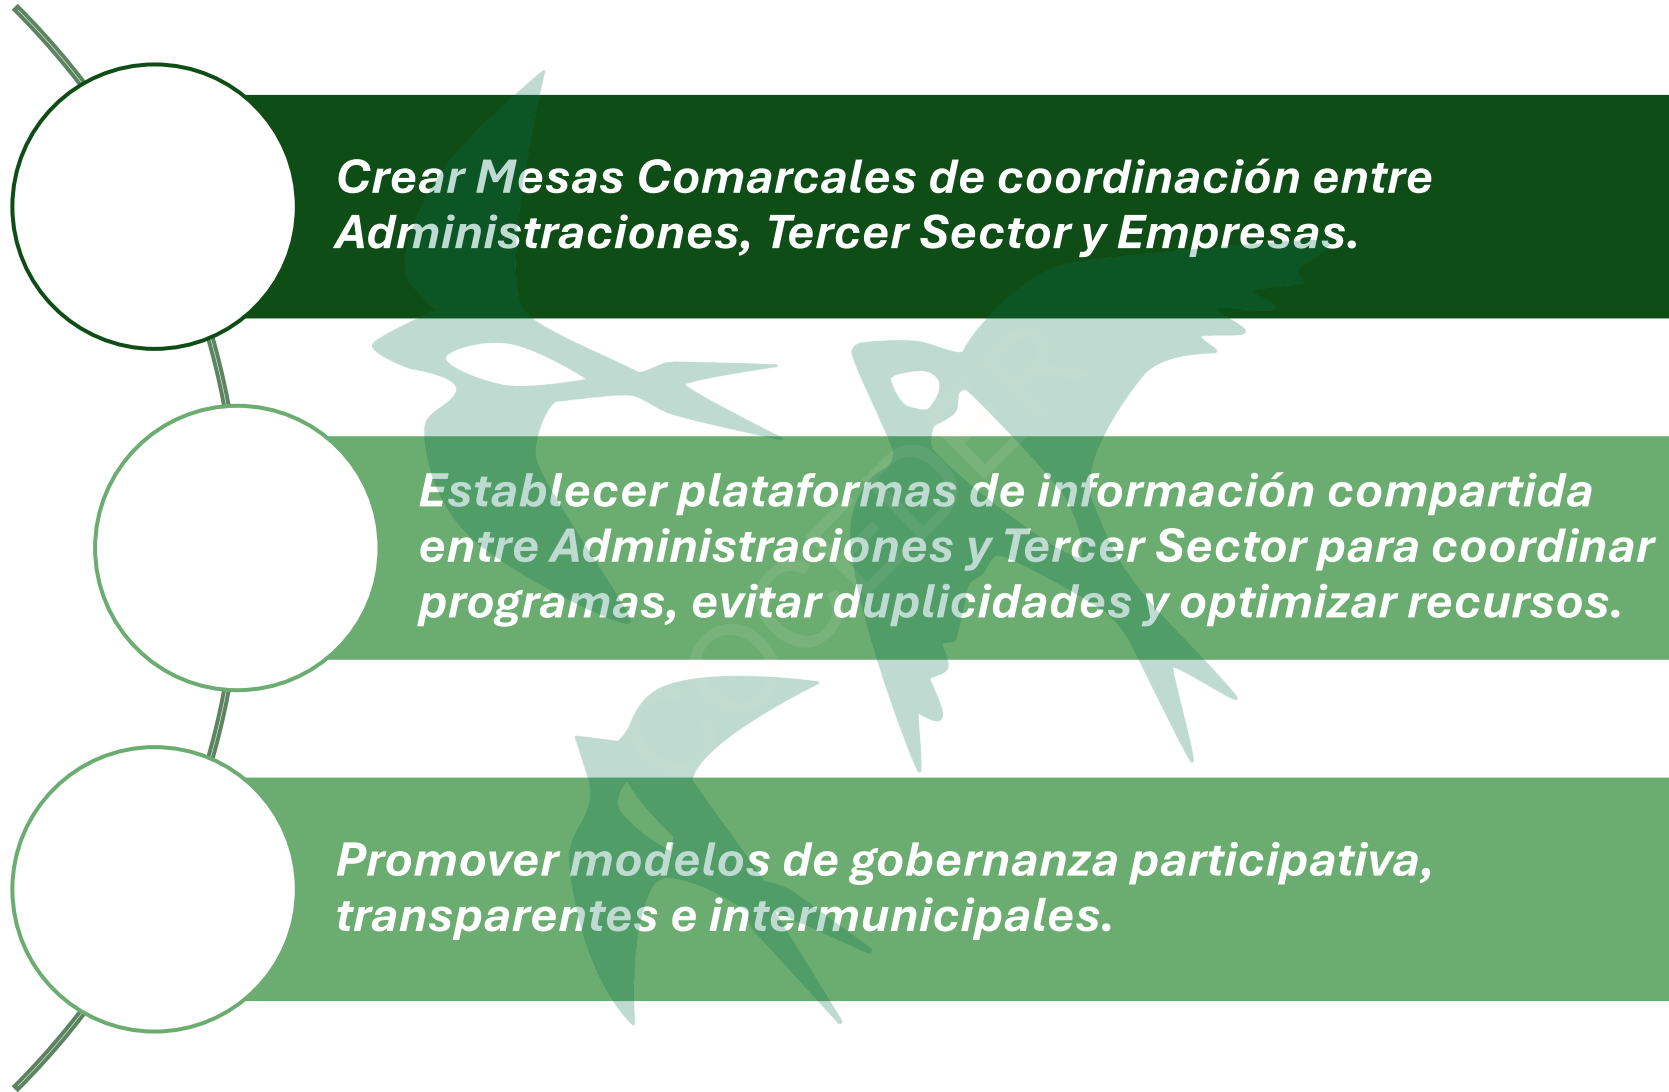 Crear Mesas Comarcales de coordinación entre
Administraciones, Tercer Sector y Empresas.
Establecer plataformas de información compartida
entre Administraciones y Tercer Sector para coordinar
programas, evitar duplicidades y optimizar recursos.
Promover modelos de gobernanza participativa,
transparentes e intermunicipales.